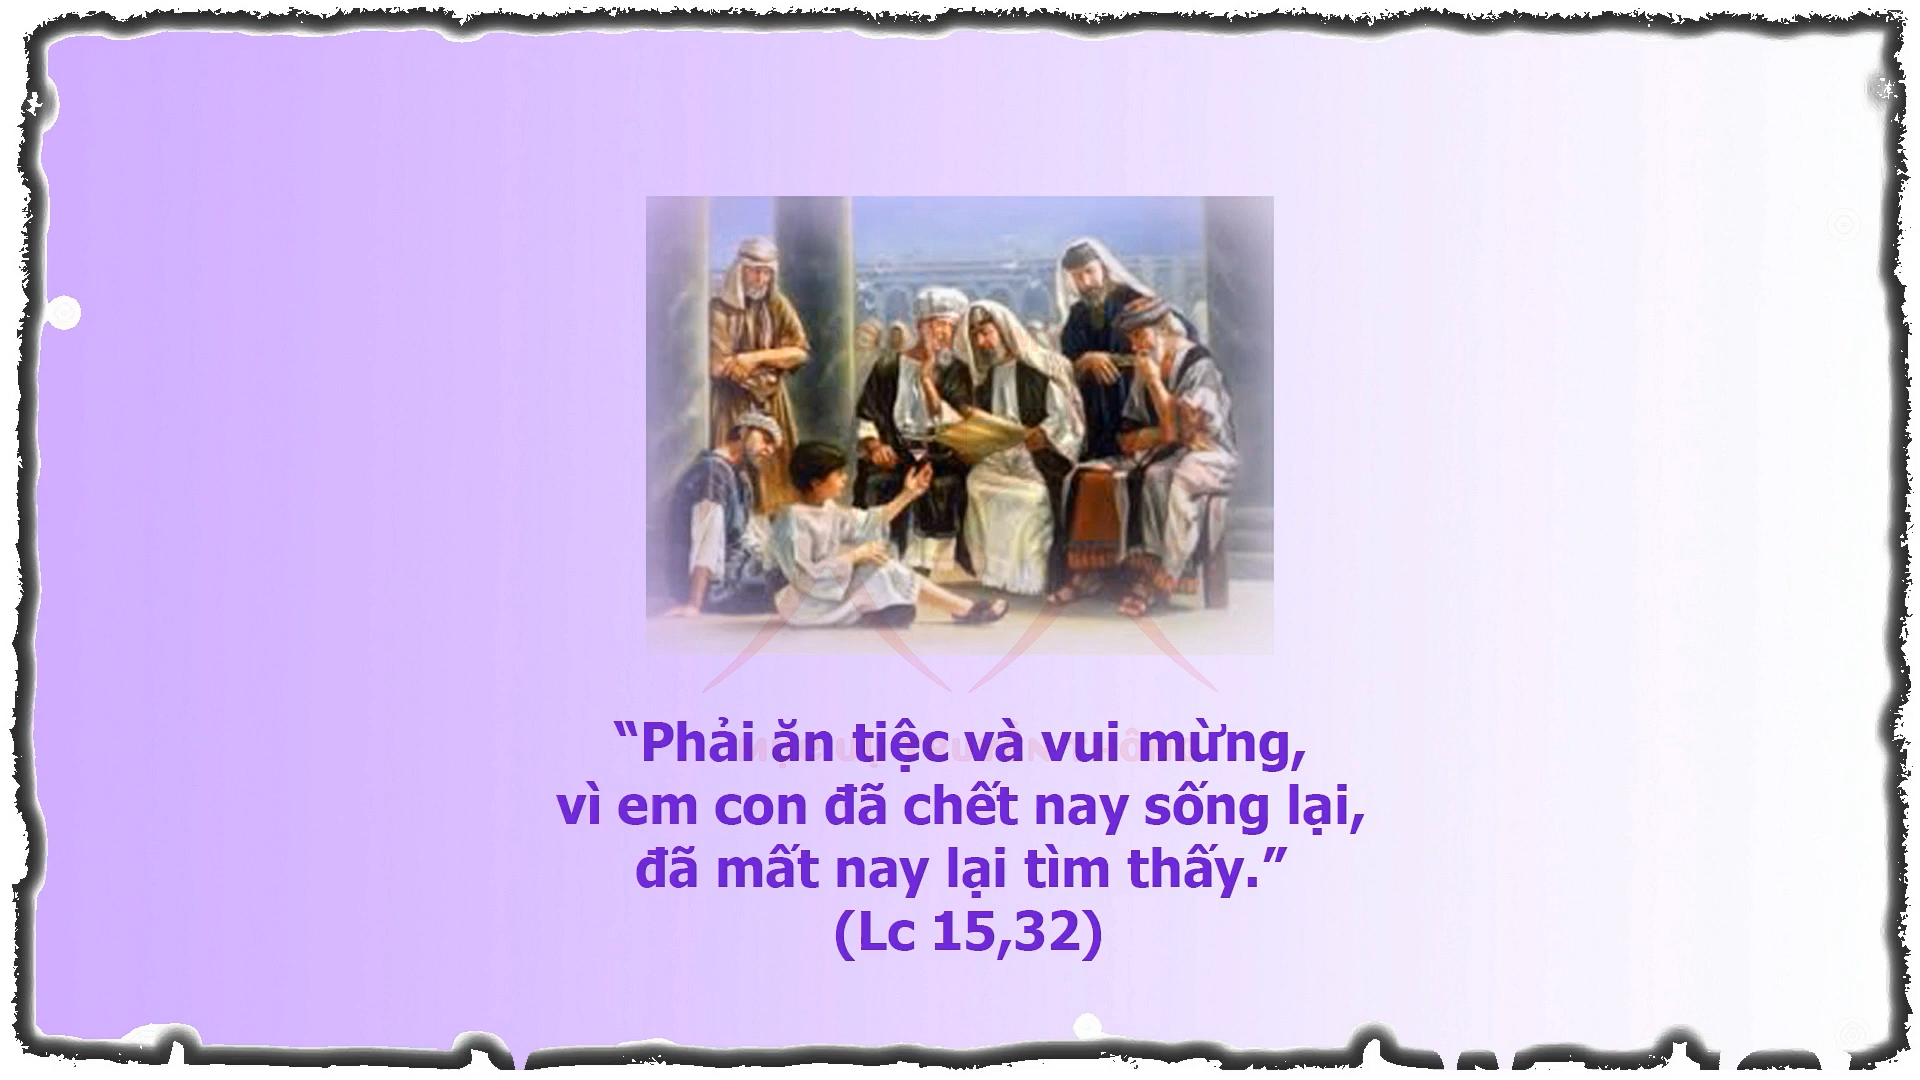 “Phải ăn tiệc và vui mừng,
vì em con đã chết nay sống lại,
đã mất nay lại tìm thấy.”
(Lc 15,32)